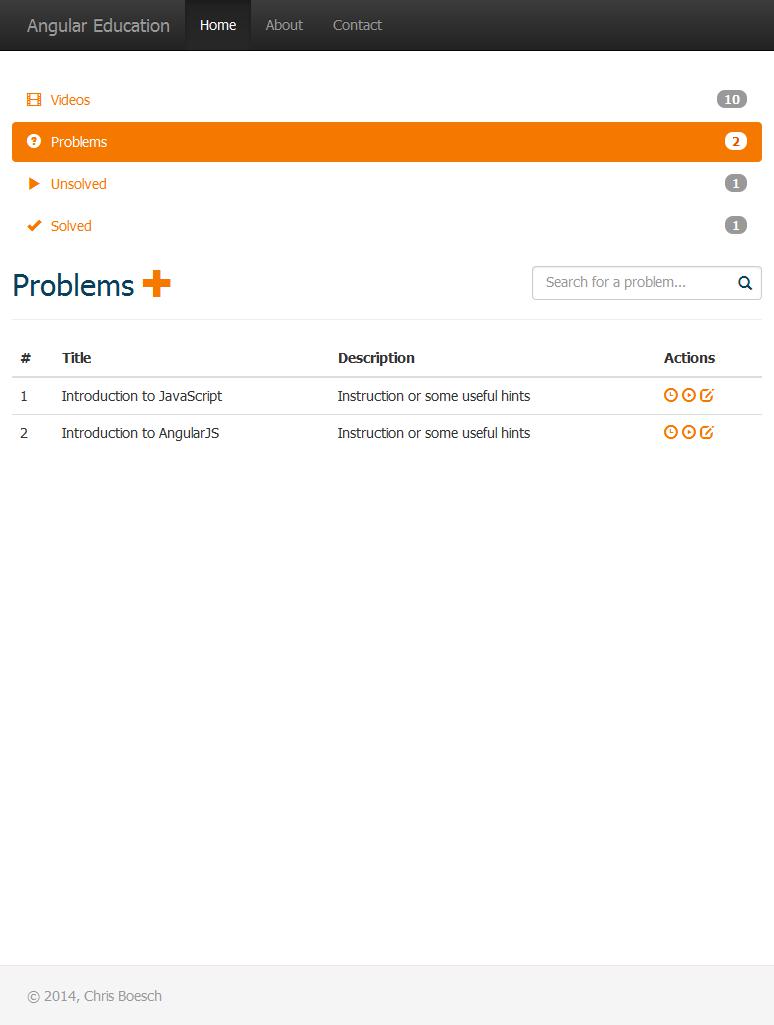 Angular Education Home About Contact
Videos 10
Problems 2
Unsolved 1
Solved 1
Problems Search for a problem...
# Title Description Actions
1 Introduction to JavaScript Instruction or some useful hints
2 Introduction to AngularJS Instruction or some useful hints
© 2014, Chris Boesch